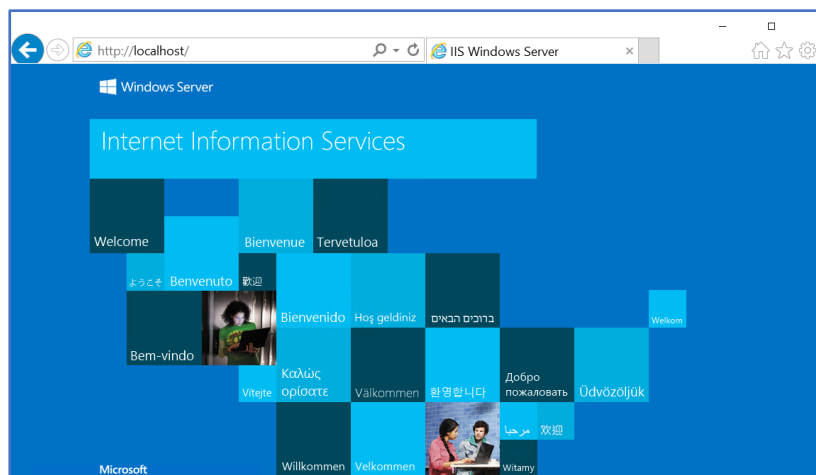 http://localhost/
IIS Windows Server
Windows Server
Internet Information Services
Welcome
Bienvenue
Tervetuloa
ようこそ
Benvenuto
歡迎
Bienvenido
Hoş geldiniz
ברוכים הבאים
Welkom
Bem-vindo
Vítejte
Καλώς
ορίσατε
Välkommen
환영합니다
Добро
пожаловать
Üdvözöljük
مرحبا
欢迎
Microsoft
Willkommen
Velkommen
Witamy